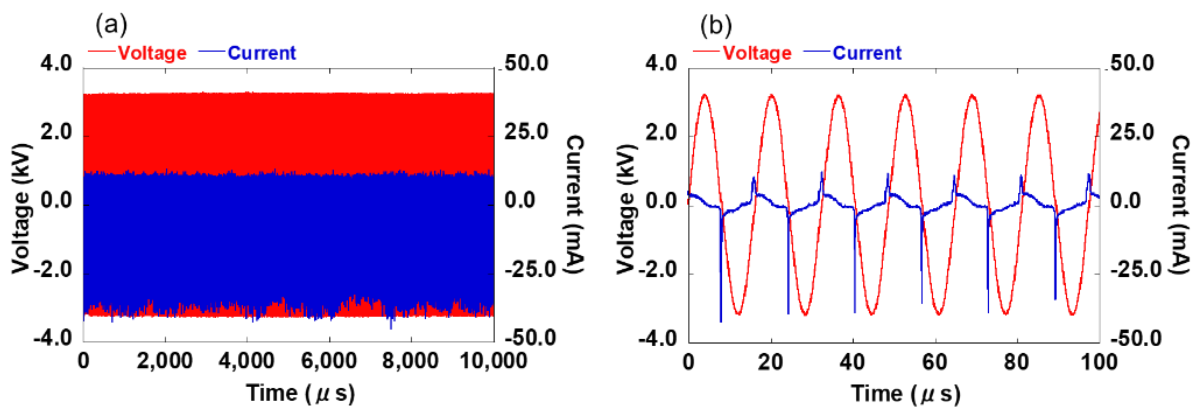 (a)
Voltage Current
4.0
2.0
0.0
-2.0
-4.0
Voltage (kV)
50.0
25.0
0.0
-25.0
-50.0
Current (mA)
0 2,000 4,000 6,000 8,000 10,000
Time ( μ s)
(b)
Voltage Current
4.0
2.0
0.0
-2.0
-4.0
Voltage (kV)
50.0
25.0
0.0
-25.0
-50.0
Current (mA)
0 20 40 60 80 100
Time ( μ s)